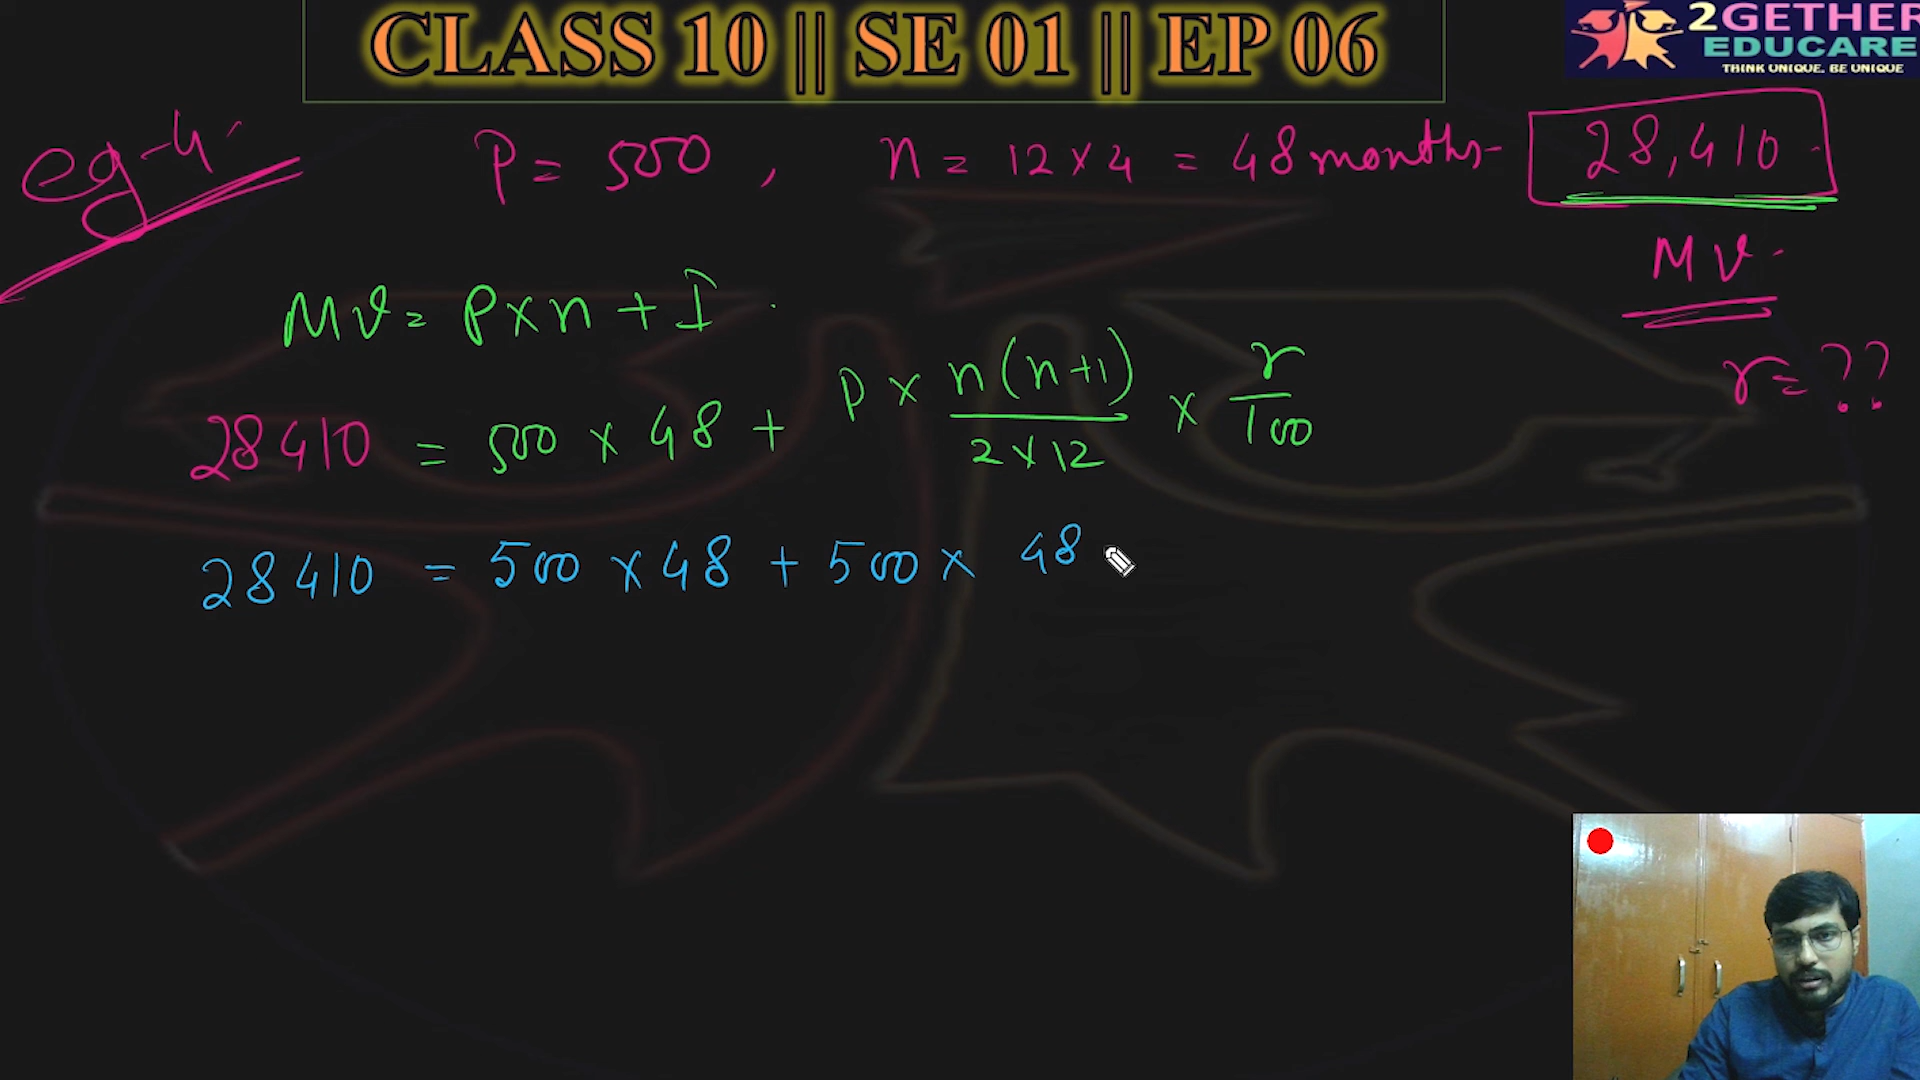 CLASS 10 || SE 01 || EP 06
2GETHER
EDUCARE
THINK UNIQUE. BE UNIQUE
eg-4.
P = 500, n = 12 × 4 = 48 months- 28,410
MV
r = ??
MV = P × n + I
28410 = 500 × 48 + P × n(n+1)/2 × 12 × r/100
28410 = 500 × 48 + 500 × 48